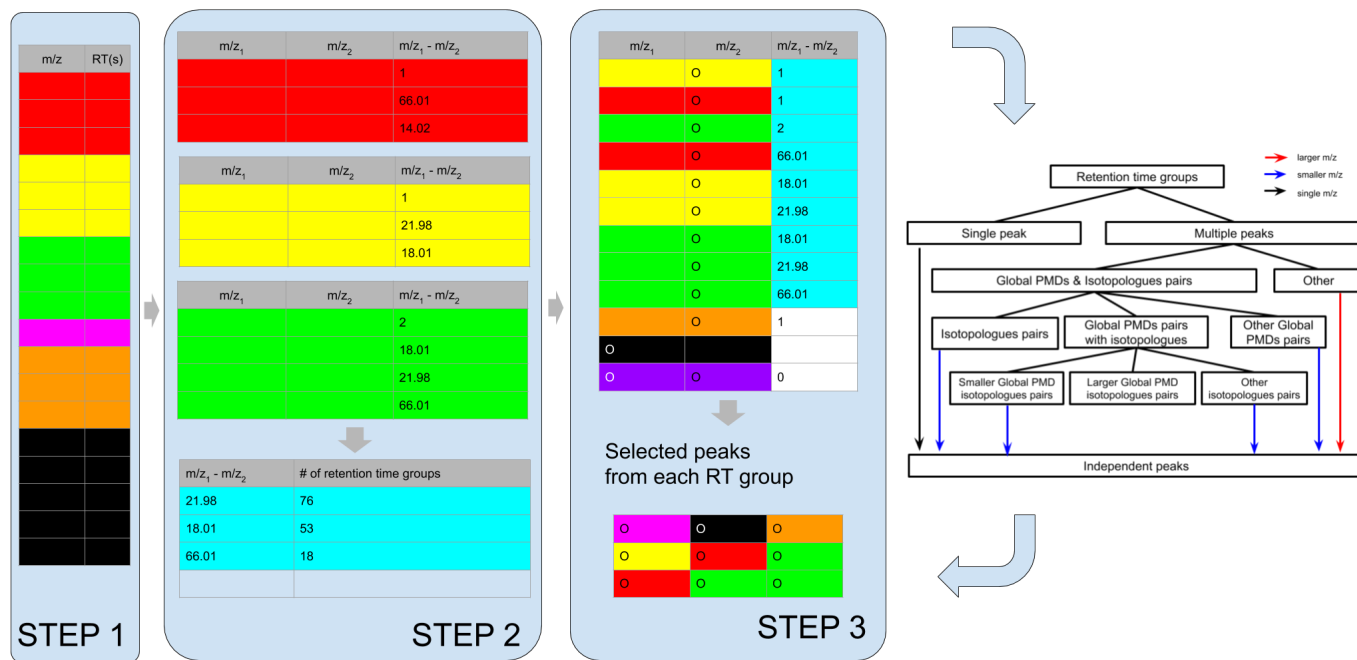 m/z RT(s)
STEP 1
m/z₁ m/z₂ m/z₁ - m/z₂
1
66.01
14.02
m/z₁ m/z₂ m/z₁ - m/z₂
1
21.98
18.01
m/z₁ m/z₂ m/z₁ - m/z₂
2
18.01
21.98
66.01
m/z₁ - m/z₂ # of retention time groups
21.98 76
18.01 53
66.01 18
STEP 2
m/z₁ m/z₂ m/z₁ - m/z₂
O 1
O 1
O 2
O 66.01
O 18.01
O 21.98
O 18.01
O 21.98
O 66.01
O 1
O
O O 0
Selected peaks
from each RT group
O O O
O O O
O O O
STEP 3
larger m/z
smaller m/z
single m/z
Retention time groups
Single peak Multiple peaks
Global PMDs & Isotopologues pairs Other
Isotopologues pairs
Global PMDs pairs
with isotopologues
Other Global
PMDs pairs
Smaller Global PMD
isotopologues pairs
Larger Global PMD
isotopologues pairs
Other
isotopologues pairs
Independent peaks